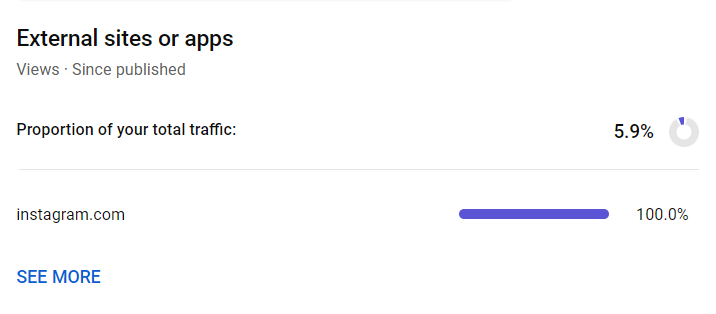 External sites or apps
Views · Since published
Proportion of your total traffic: 5.9%
instagram.com 100.0%
SEE MORE